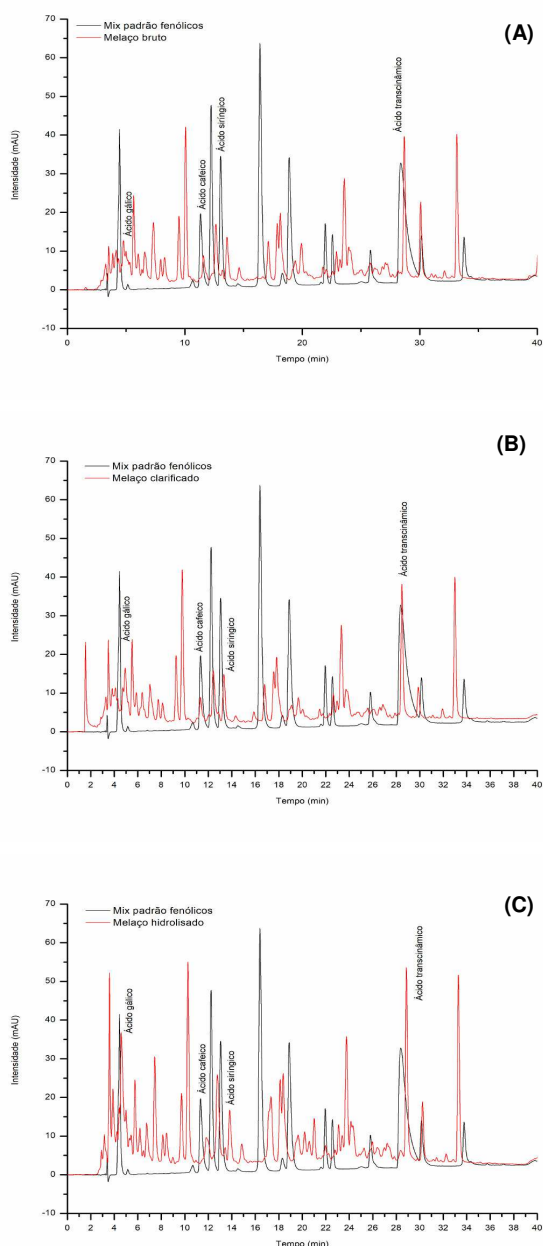 (A)
Mix padrão fenólicos
Melaço bruto
Ácido gálico
Ácido cafeico
Ácido siríngico
Ácido transcinâmico
Intensidade (mAU)
70
60
50
40
30
20
10
0
-10
0
10
20
30
40
Tempo (min)
(B)
Mix padrão fenólicos
Melaço clarificado
Ácido gálico
Ácido cafeico
Ácido siríngico
Ácido transcinâmico
Intensidade (mAU)
70
60
50
40
30
20
10
0
-10
0 2 4 6 8 10 12 14 16 18 20 22 24 26 28 30 32 34 36 38 40
Tempo (min)
(C)
Mix padrão fenólicos
Melaço hidrolisado
Ácido gálico
Ácido cafeico
Ácido siríngico
Ácido transcinâmico
Intensidade (mAU)
70
60
50
40
30
20
10
0
-10
0 2 4 6 8 10 12 14 16 18 20 22 24 26 28 30 32 34 36 38 40
Tempo (min)